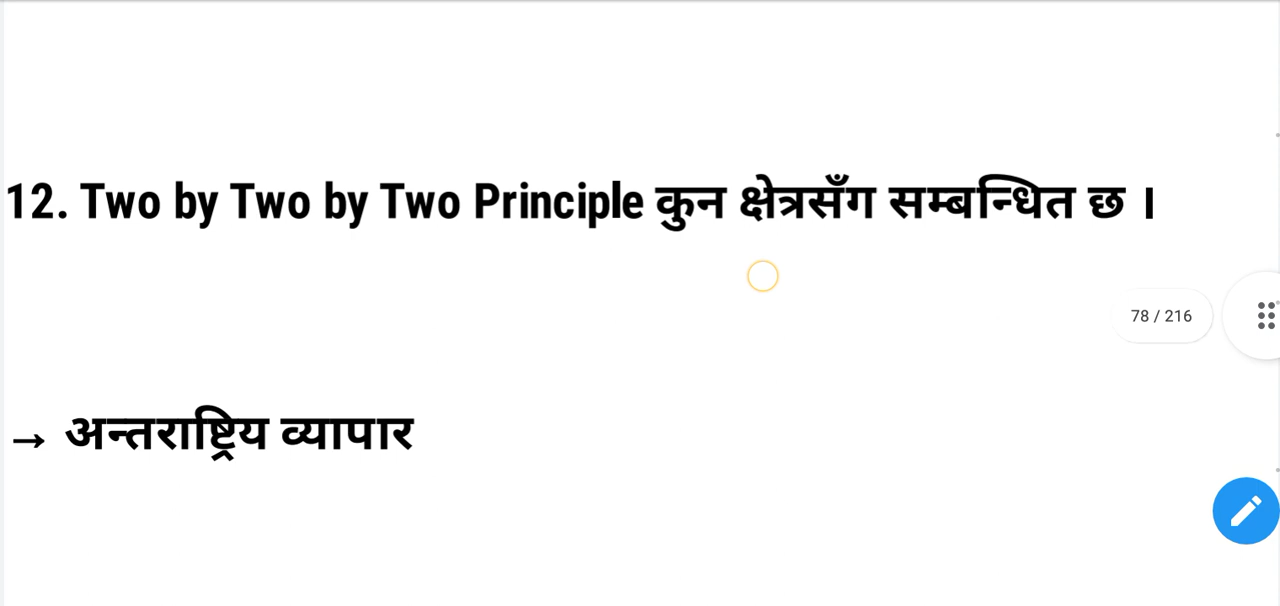 12. Two by Two by Two Principle कुन क्षेत्रसँग सम्बन्धित छ ।
78 / 216
→ अन्तराष्ट्रिय व्यापार